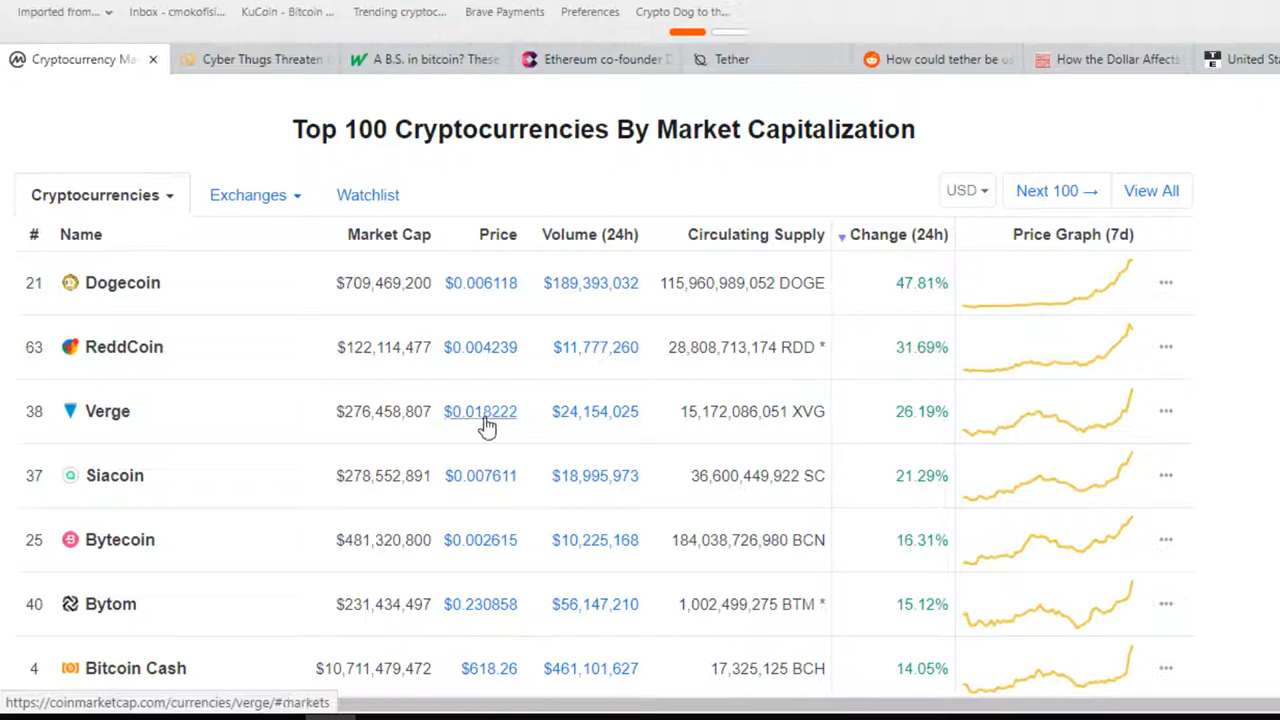 Imported from... Inbox - cmokofisi... KuCoin - Bitcoin ... Trending cryptoc... Brave Payments Preferences Crypto Dog to th...
Cryptocurrency Ma Cyber Thugs Threaten A B.S. in bitcoin? These Ethereum co-founder D Tether How could tether be us How the Dollar Affects United Sta
Top 100 Cryptocurrencies By Market Capitalization
Cryptocurrencies Exchanges Watchlist USD Next 100 → View All
# Name Market Cap Price Volume (24h) Circulating Supply Change (24h) Price Graph (7d)
21 Dogecoin $709,469,200 $0.006118 $189,393,032 115,960,989,052 DOGE 47.81%
63 ReddCoin $122,114,477 $0.004239 $11,777,260 28,808,713,174 RDD * 31.69%
38 Verge $276,458,807 $0.018222 $24,154,025 15,172,086,051 XVG 26.19%
37 Siacoin $278,552,891 $0.007611 $18,995,973 36,600,449,922 SC 21.29%
25 Bytecoin $481,320,800 $0.002615 $10,225,168 184,038,726,980 BCN 16.31%
40 Bytom $231,434,497 $0.230858 $56,147,210 1,002,499,275 BTM * 15.12%
4 Bitcoin Cash $10,711,479,472 $618.26 $461,101,627 17,325,125 BCH 14.05%
https://coinmarketcap.com/currencies/verge/#markets